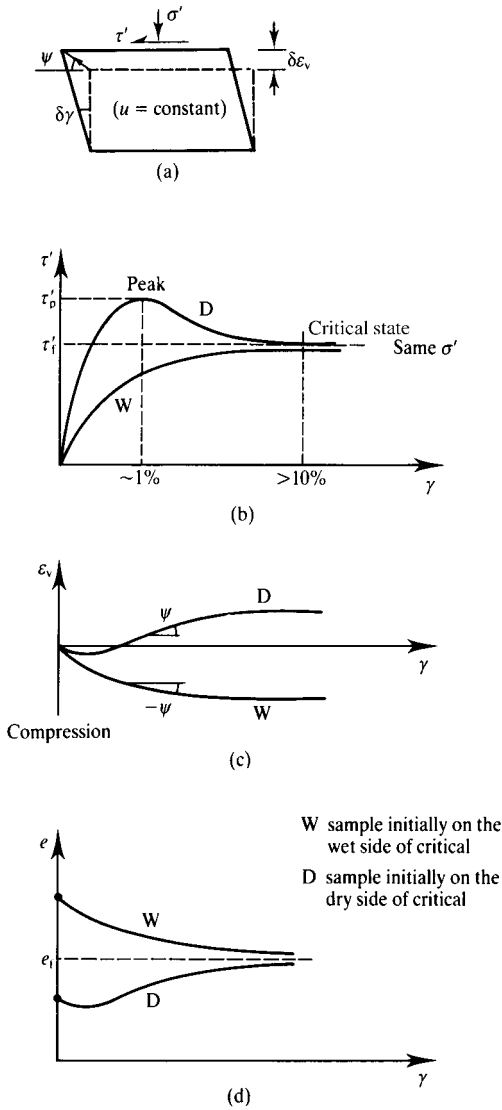 σ′
τ′
ψ
δε_v
δγ
(u = constant)
(a)
τ′
Peak
τ′_p
D
Critical state
τ′_f
Same σ′
W
~1%
>10%
γ
(b)
ε_v
ψ
D
γ
−ψ
W
Compression
(c)
W sample initially on the
wet side of critical
D sample initially on the
dry side of critical
e
W
e_f
D
γ
(d)